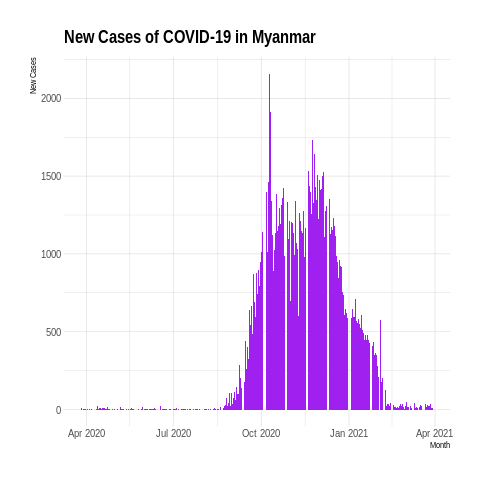 New Cases of COVID-19 in Myanmar
New Cases
2000
1500
1000
500
0
Apr 2020 Jul 2020 Oct 2020 Jan 2021 Apr 2021
Month